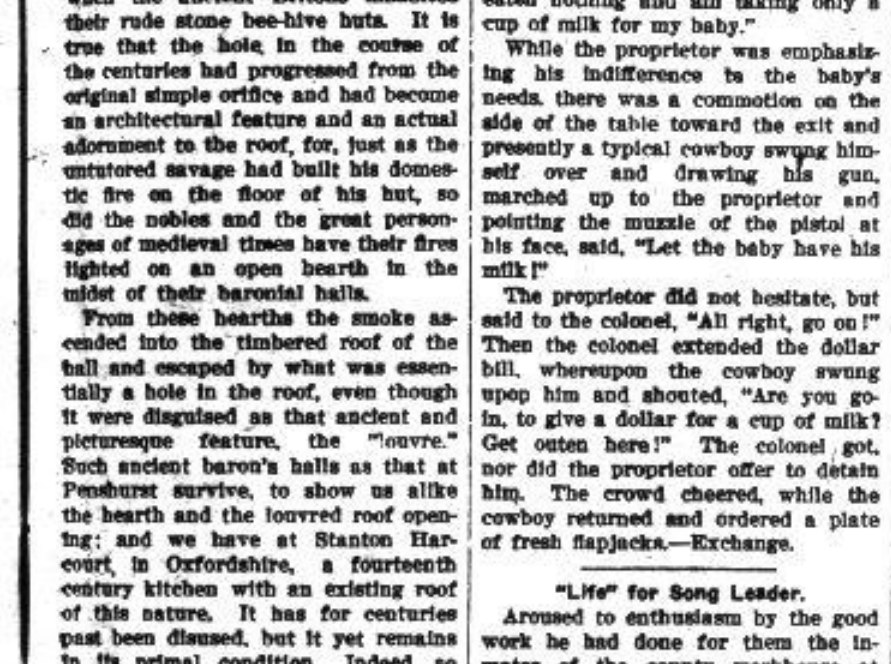 their rude stone bee-hive huts. It is
true that the hole, in the course of
the centuries had progressed from the
original simple orifice and had become
an architectural feature and an actual
adornment to the roof, for, just as the
untutored savage had built his domes-
tic fire on the floor of his hut, so
did the nobles and the great person-
ages of medieval times have their fires
lighted on an open hearth in the
midst of their baronial halls.
From these hearths the smoke as-
cended into the timbered roof of the
hall and escaped by what was essen-
tially a hole in the roof, even though
it were disguised as that ancient and
picturesque feature, the "louvre."
Such ancient baron's halls as that at
Penshurst survive, to show us alike
the hearth and the louvred roof open-
ing; and we have at Stanton Har-
court, in Oxfordshire, a fourteenth
century kitchen with an existing roof
of this nature. It has for centuries
past been disused, but it yet remains
in its primal condition. Indeed, so
eaten nothing and am taking only a
cup of milk for my baby."
While the proprietor was emphasiz-
ing his indifference to the baby's
needs, there was a commotion on the
side of the table toward the exit and
presently a typical cowboy swung him-
self over and drawing his gun,
marched up to the proprietor and
pointing the muzzle of the pistol at
his face, said, "Let the baby have his
milk!"
The proprietor did not hesitate, but
said to the colonel, "All right, go on!"
Then the colonel extended the dollar
bill, whereupon the cowboy swung
upop him and shouted, "Are you go-
in, to give a dollar for a cup of milk?
Get outen here!" The colonel got,
nor did the proprietor offer to detain
him. The crowd cheered, while the
cowboy returned and ordered a plate
of fresh flapjacks.—Exchange.
"Life" for Song Leader.
Aroused to enthusiasm by the good
work he had done for them the in-